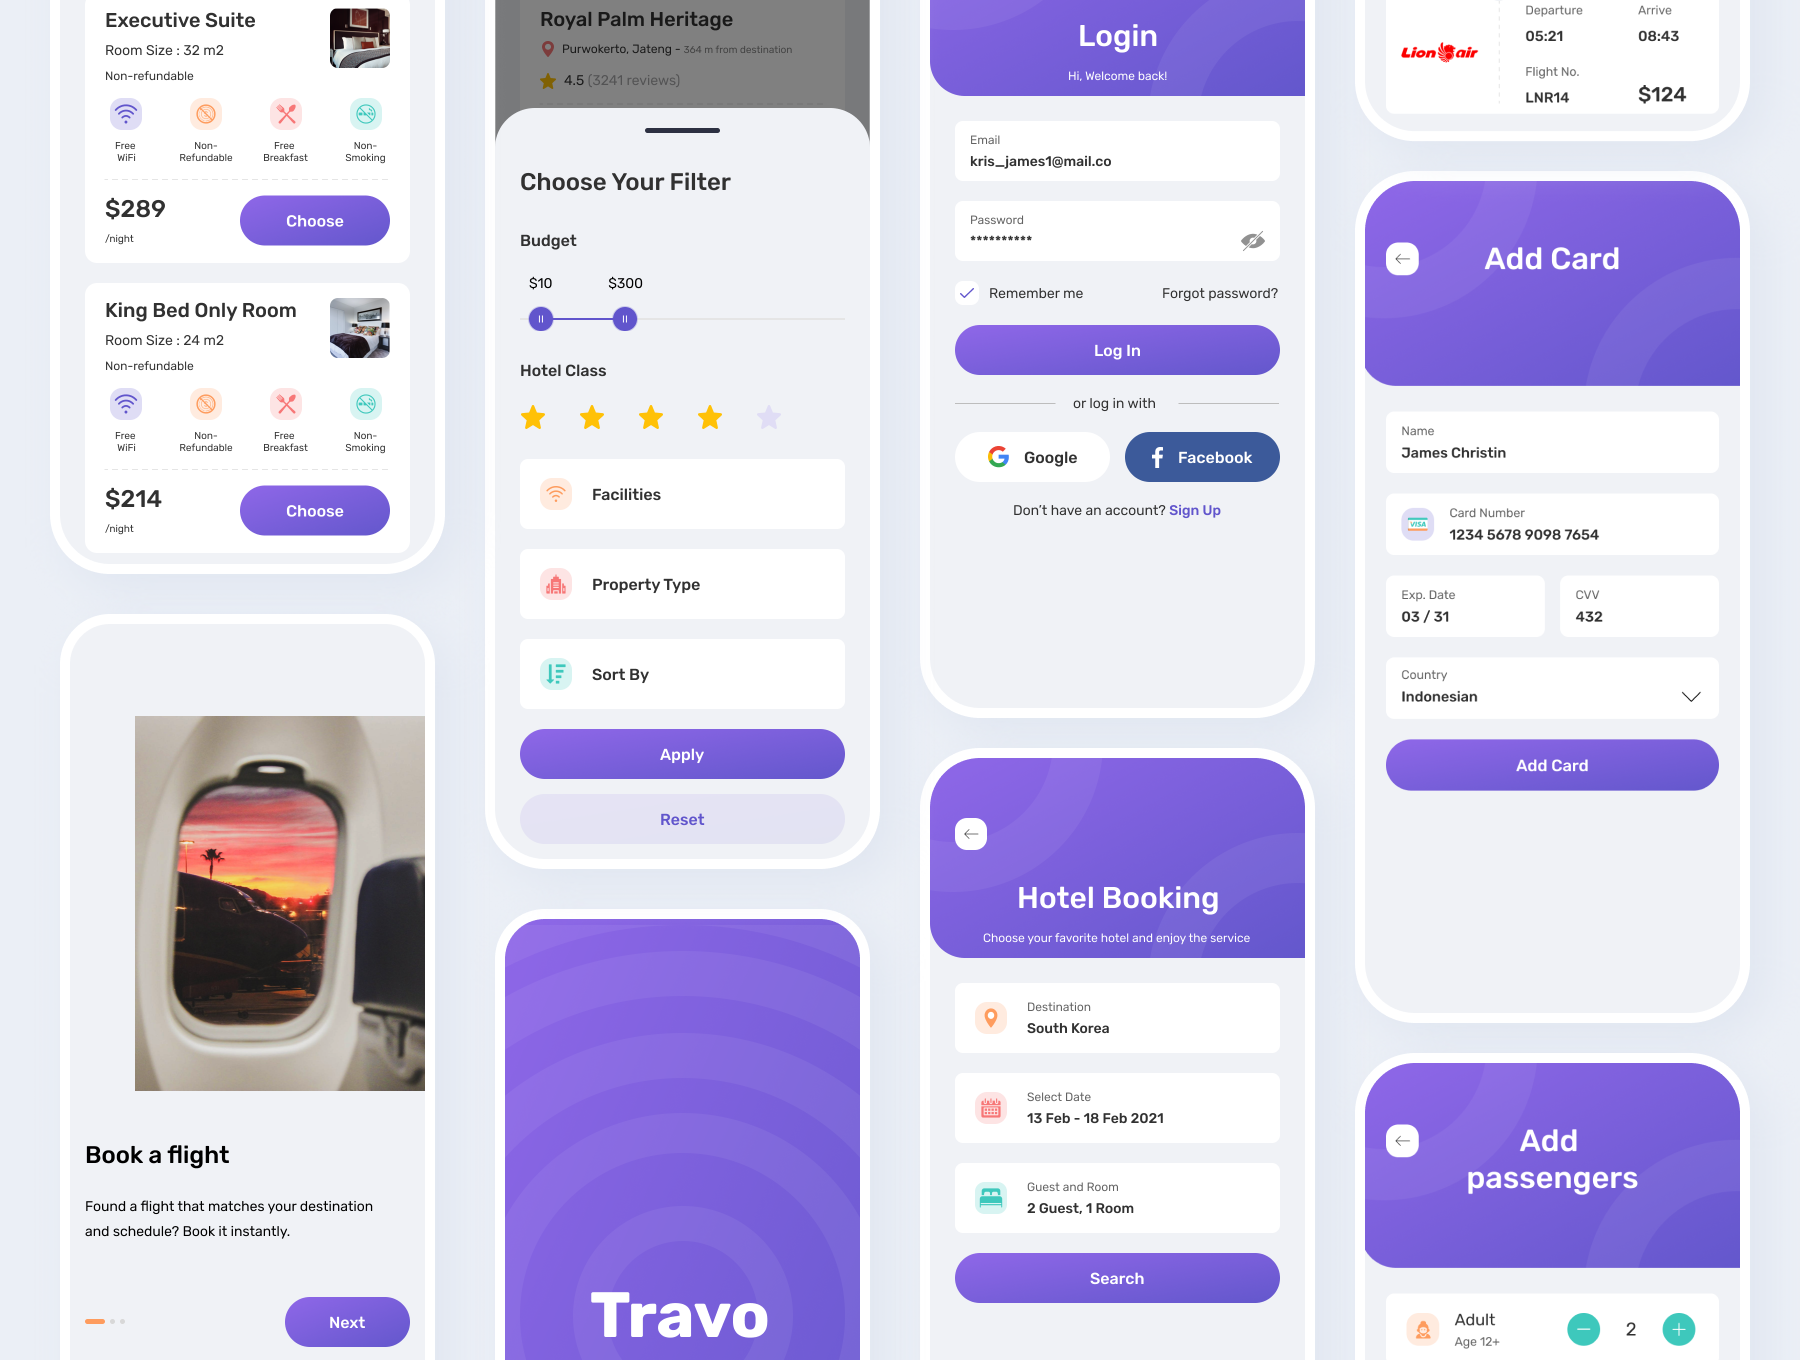 Executive Suite
Room Size : 32 m2
Non-refundable
Free
WiFi
Non-
Refundable
Free
Breakfast
Non-
Smoking
$289
/night
Choose
King Bed Only Room
Room Size : 24 m2
Non-refundable
Free
WiFi
Non-
Refundable
Free
Breakfast
Non-
Smoking
$214
/night
Choose
Book a flight
Found a flight that matches your destination
and schedule? Book it instantly.
Next
Royal Palm Heritage
Purwokerto, Jateng - 364 m from destination
4.5 (3241 reviews)
Choose Your Filter
Budget
$10 $300
Hotel Class
Facilities
Property Type
Sort By
Apply
Reset
Travo
Login
Hi, Welcome back!
Email
kris_james1@mail.co
Password
**********
Remember me Forgot password?
Log In
or log in with
Google Facebook
Don't have an account? Sign Up
Hotel Booking
Choose your favorite hotel and enjoy the service
Destination
South Korea
Select Date
13 Feb - 18 Feb 2021
Guest and Room
2 Guest, 1 Room
Search
Lion air
Departure Arrive
05:21 08:43
Flight No.
LNR14 $124
Add Card
Name
James Christin
VISA
Card Number
1234 5678 9098 7654
Exp. Date
03 / 31
CVV
432
Country
Indonesian
Add Card
Add
passengers
Adult
Age 12+
2